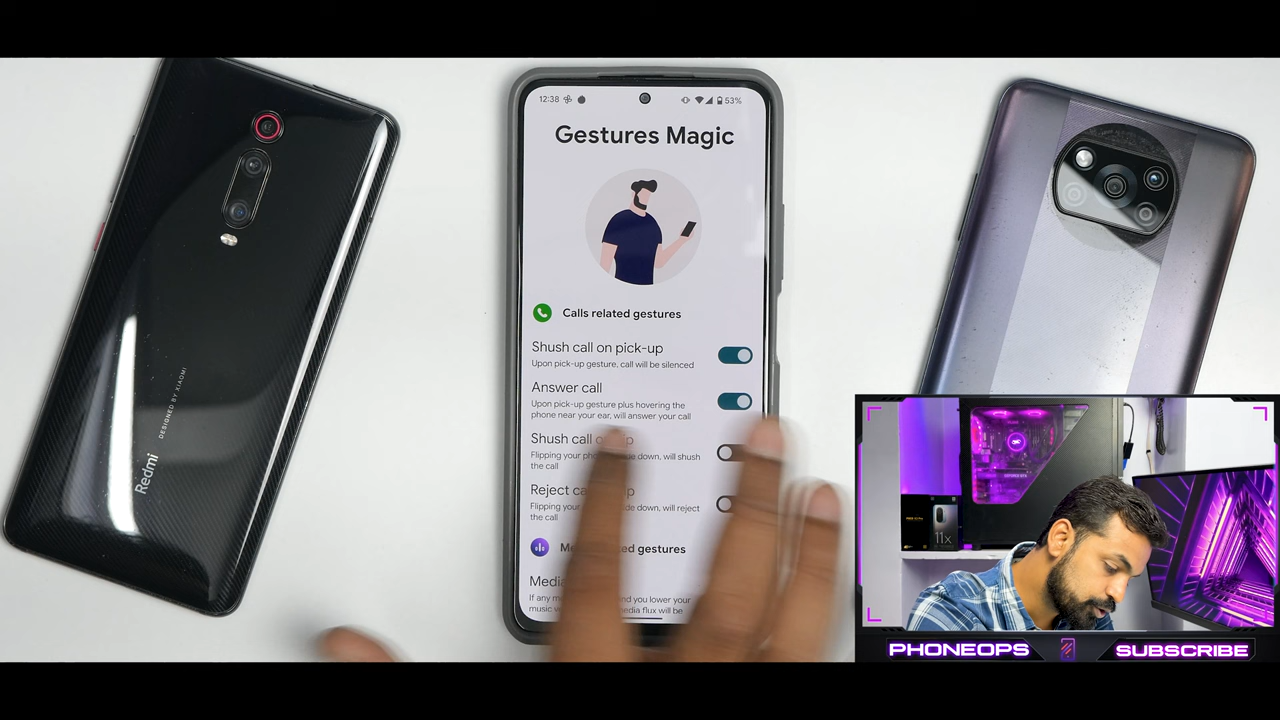 12:38
53%
Gestures Magic
Calls related gestures
Shush call on pick-up
Upon pick-up gesture, call will be silenced
Answer call
Upon pick-up gesture plus hovering the
phone near your ear, will answer your call
Shush call
Flipping your down, will shush
the call
Reject
Flipping your down, will reject
the call
gestures
Media
If any you lower your
music flux will be
Redmi
DESIGNED BY XIAOMI
11x
PHONEOPS
SUBSCRIBE